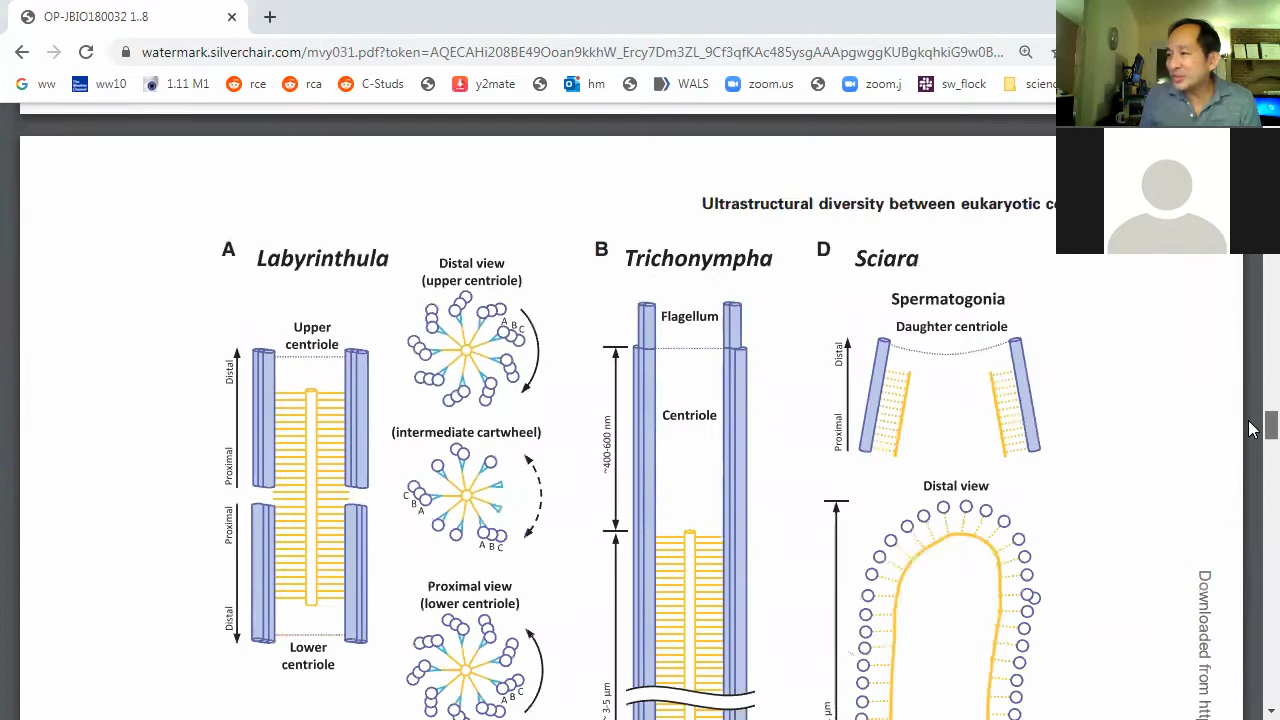 OP-JBIO180032 1..8
watermark.silverchair.com/mvy031.pdf?token=
ww
ww10
1.11 M1
rce
rca
C-Studs
y2mate
hm
WALS
zoom.us
zoom.j
sw_flock
scienc
Ultrastructural diversity between eukaryotic ce
A Labyrinthula
Distal view
(upper centriole)
A B C
Upper
centriole
Distal
Proximal
Proximal
Distal
Lower
centriole
(intermediate cartwheel)
C
B
A
A B C
Proximal view
(lower centriole)
A B C
B Trichonympha
Flagellum
Centriole
~400-600 nm
~ 3-5 µm
D Sciara
Spermatogonia
Daughter centriole
Distal
Proximal
Distal view
µm
Downloaded from htt